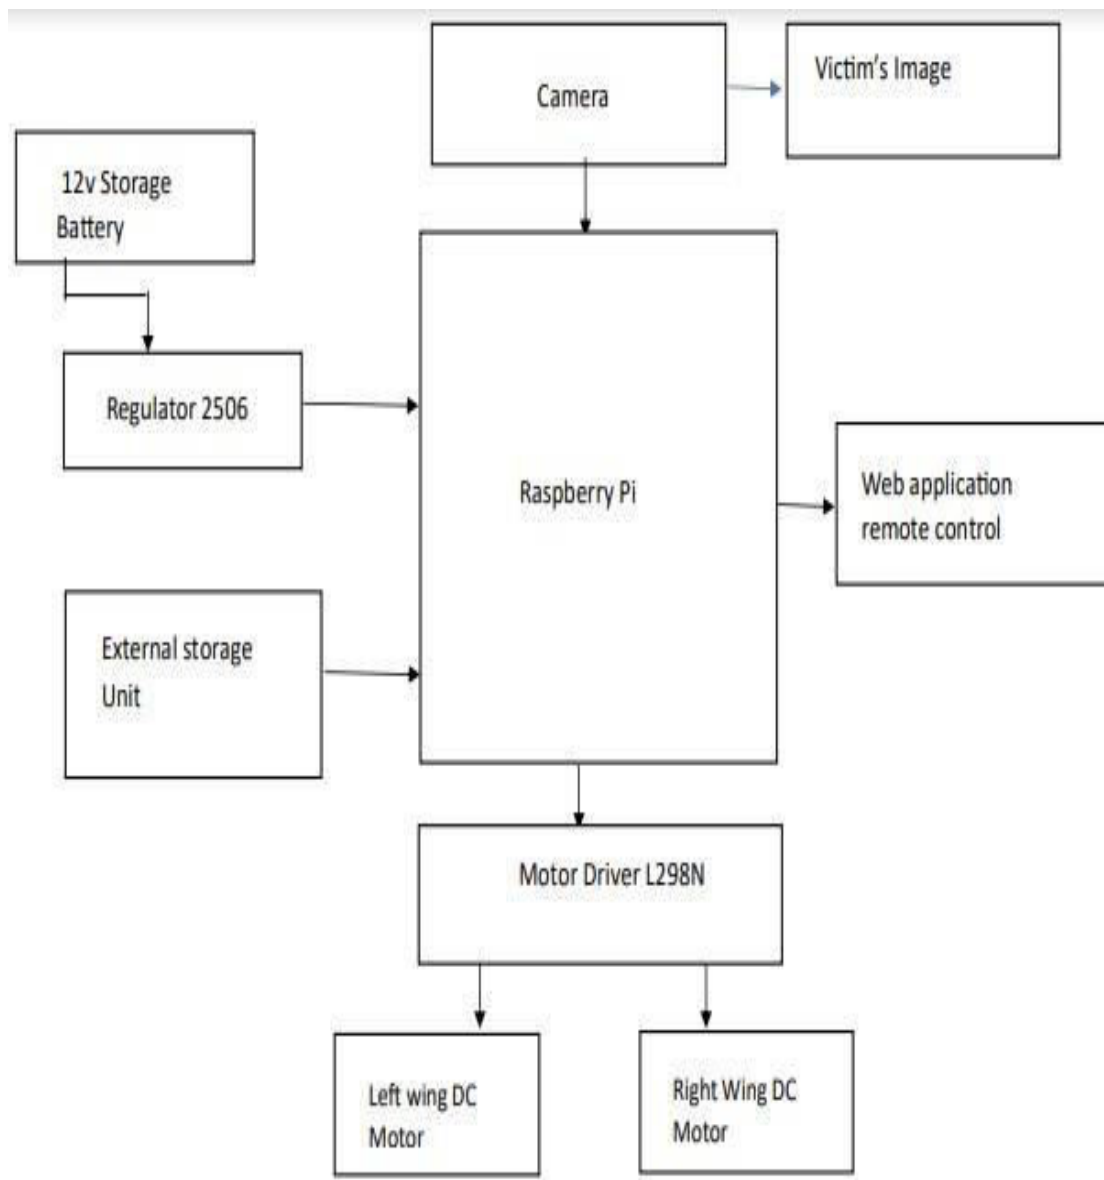 Camera
Victim's Image
12v Storage
Battery
Regulator 2506
Raspberry Pi
Web application
remote control
External storage
Unit
Motor Driver L298N
Left wing DC
Motor
Right Wing DC
Motor